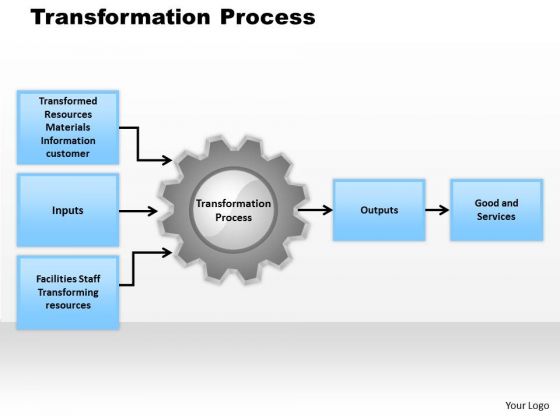 Transformation Process
Transformed
Resources
Materials
Information
customer
Inputs
Facilities Staff
Transforming
resources
Transformation
Process
Outputs
Good and
Services
Your Logo